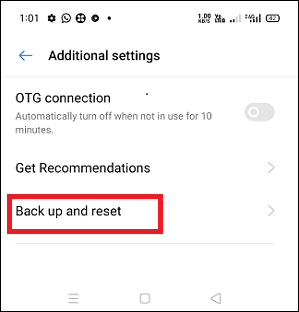 1:01
1.00 KB/S
82
Additional settings
OTG connection
Automatically turn off when not in use for 10
minutes.
Get Recommendations
Back up and reset